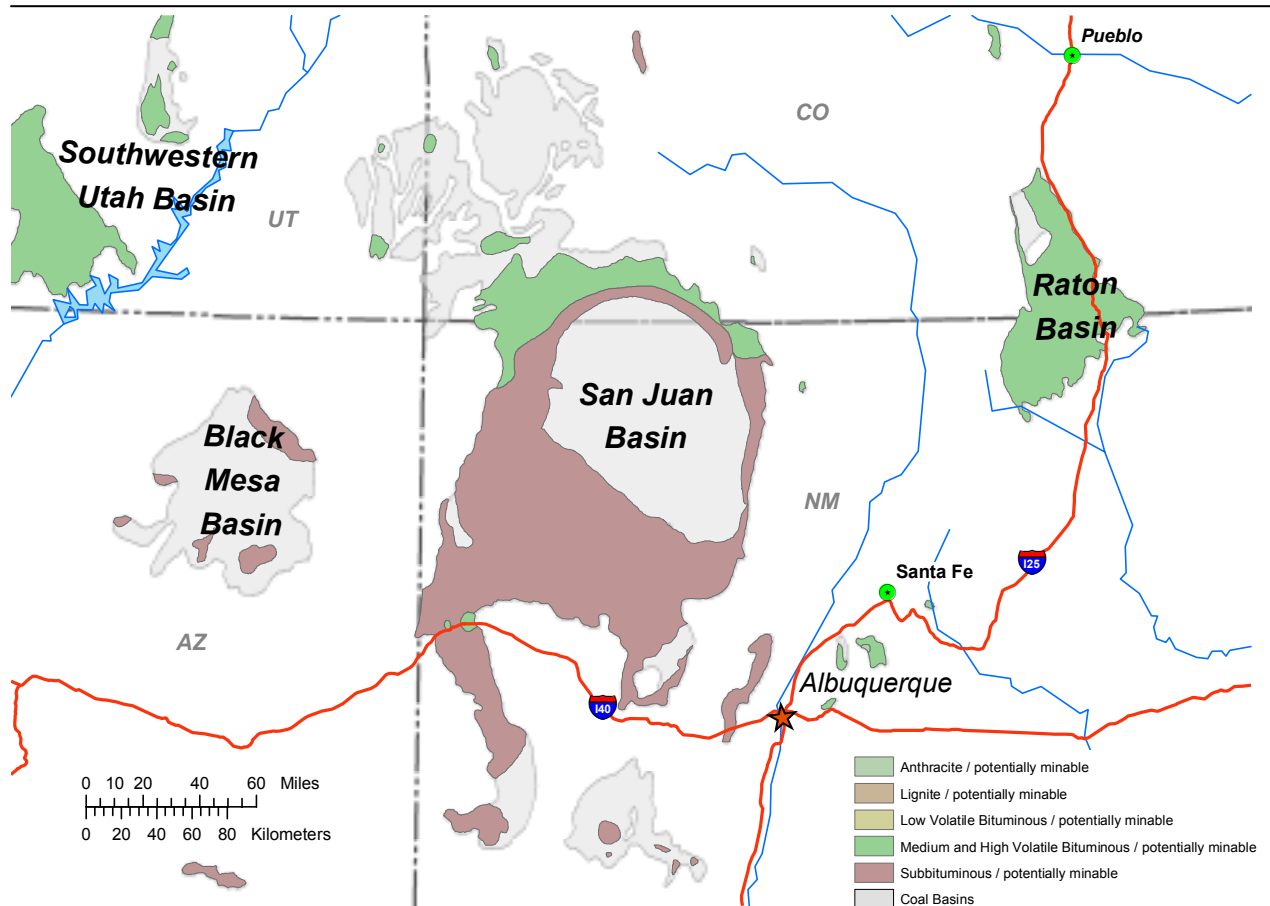 Pueblo
CO
Southwestern
Utah Basin
UT
Raton
Basin
San Juan
Basin
Black
Mesa
Basin
NM
I25
Santa Fe
AZ
Albuquerque
I40
0 10 20 40 60 Miles
0 20 40 60 80 Kilometers
Anthracite / potentially minable
Lignite / potentially minable
Low Volatile Bituminous / potentially minable
Medium and High Volatile Bituminous / potentially minable
Subbituminous / potentially minable
Coal Basins